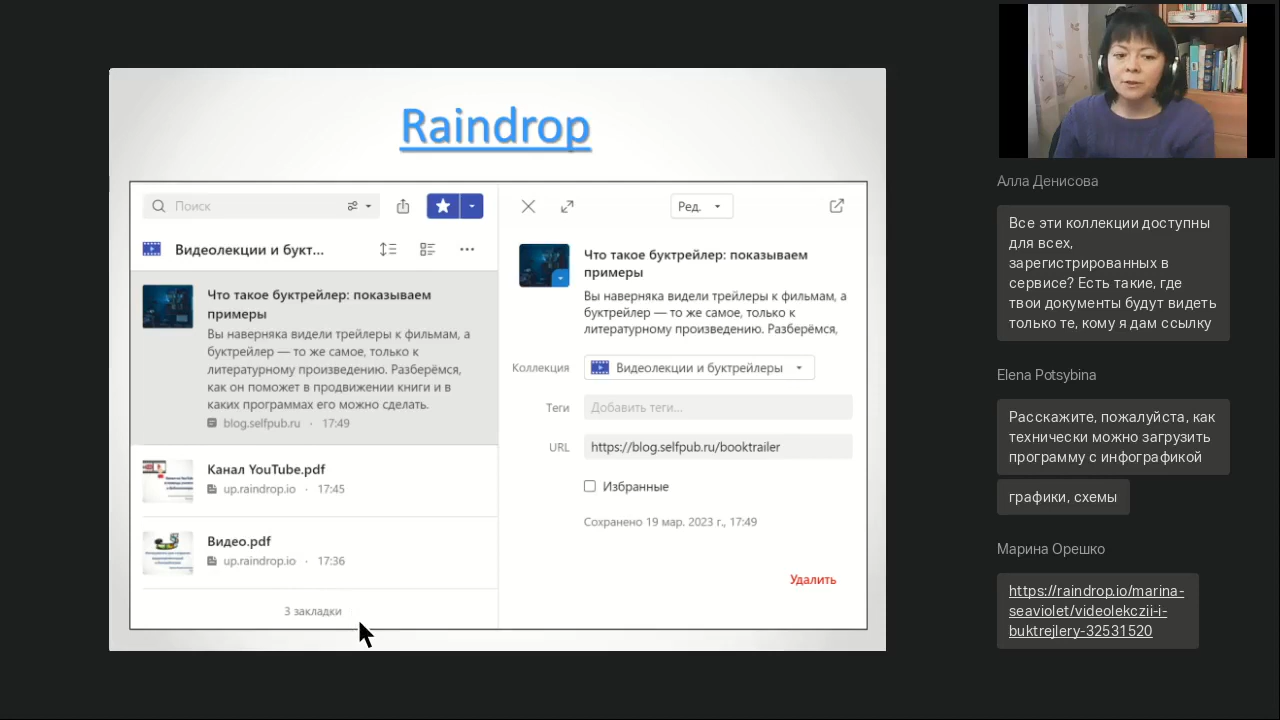 Raindrop
Поиск
Видеолекции и букт...
Что такое буктрейлер: показываем
примеры
Вы наверняка видели трейлеры к фильмам, а
буктрейлер — то же самое, только к
литературному произведению. Разберёмся,
как он поможет в продвижении книги и в
каких программах его можно сделать.
blog.selfpub.ru · 17:49
Канал YouTube.pdf
up.raindrop.io · 17:45
Видео.pdf
up.raindrop.io · 17:36
3 закладки
Ред.
Что такое буктрейлер: показываем
примеры
Вы наверняка видели трейлеры к фильмам, а
буктрейлер — то же самое, только к
литературному произведению. Разберёмся,
Коллекция
Видеолекции и буктрейлеры
Теги
Добавить теги...
URL
https://blog.selfpub.ru/booktrailer
Избранные
Сохранено 19 мар. 2023 г., 17:49
Удалить
Алла Денисова
Все эти коллекции доступны
для всех,
зарегистрированных в
сервисе? Есть такие, где
твои документы будут видеть
только те, кому я дам ссылку
Elena Potsybina
Расскажите, пожалуйста, как
технически можно загрузить
программу с инфографикой
графики, схемы
Марина Орешко
https://raindrop.io/marina-
seaviolet/videolekczii-i-
buktrejlery-32531520